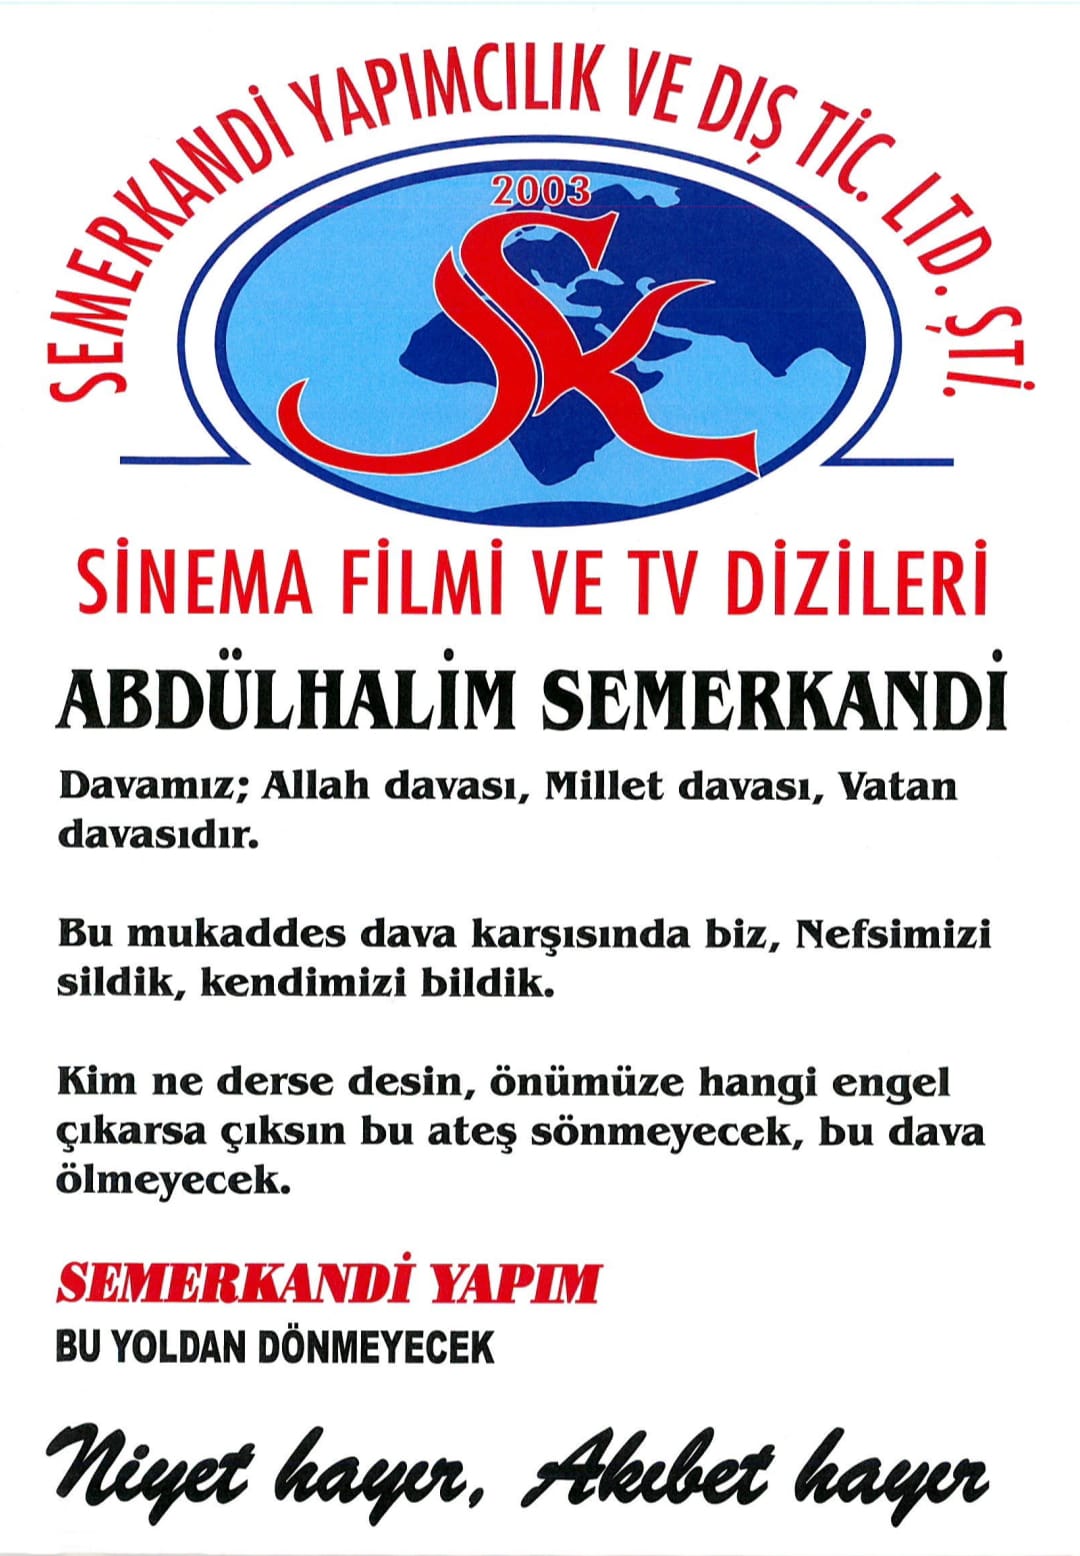 SEMERKANDİ YAPIMCILIK VE DIŞ TİC. LTD. ŞTİ.
2003
SK
SİNEMA FİLMİ VE TV DİZİLERİ
ABDÜLHALİM SEMERKANDİ
Davamız; Allah davası, Millet davası, Vatan
davasıdır.
Bu mukaddes dava karşısında biz, Nefsimizi
sildik, kendimizi bildik.
Kim ne derse desin, önümüze hangi engel
çıkarsa çıksın bu ateş sönmeyecek, bu dava
ölmeyecek.
SEMERKANDİ YAPIM
BU YOLDAN DÖNMEYECEK
Niyet hayır, Akıbet hayır